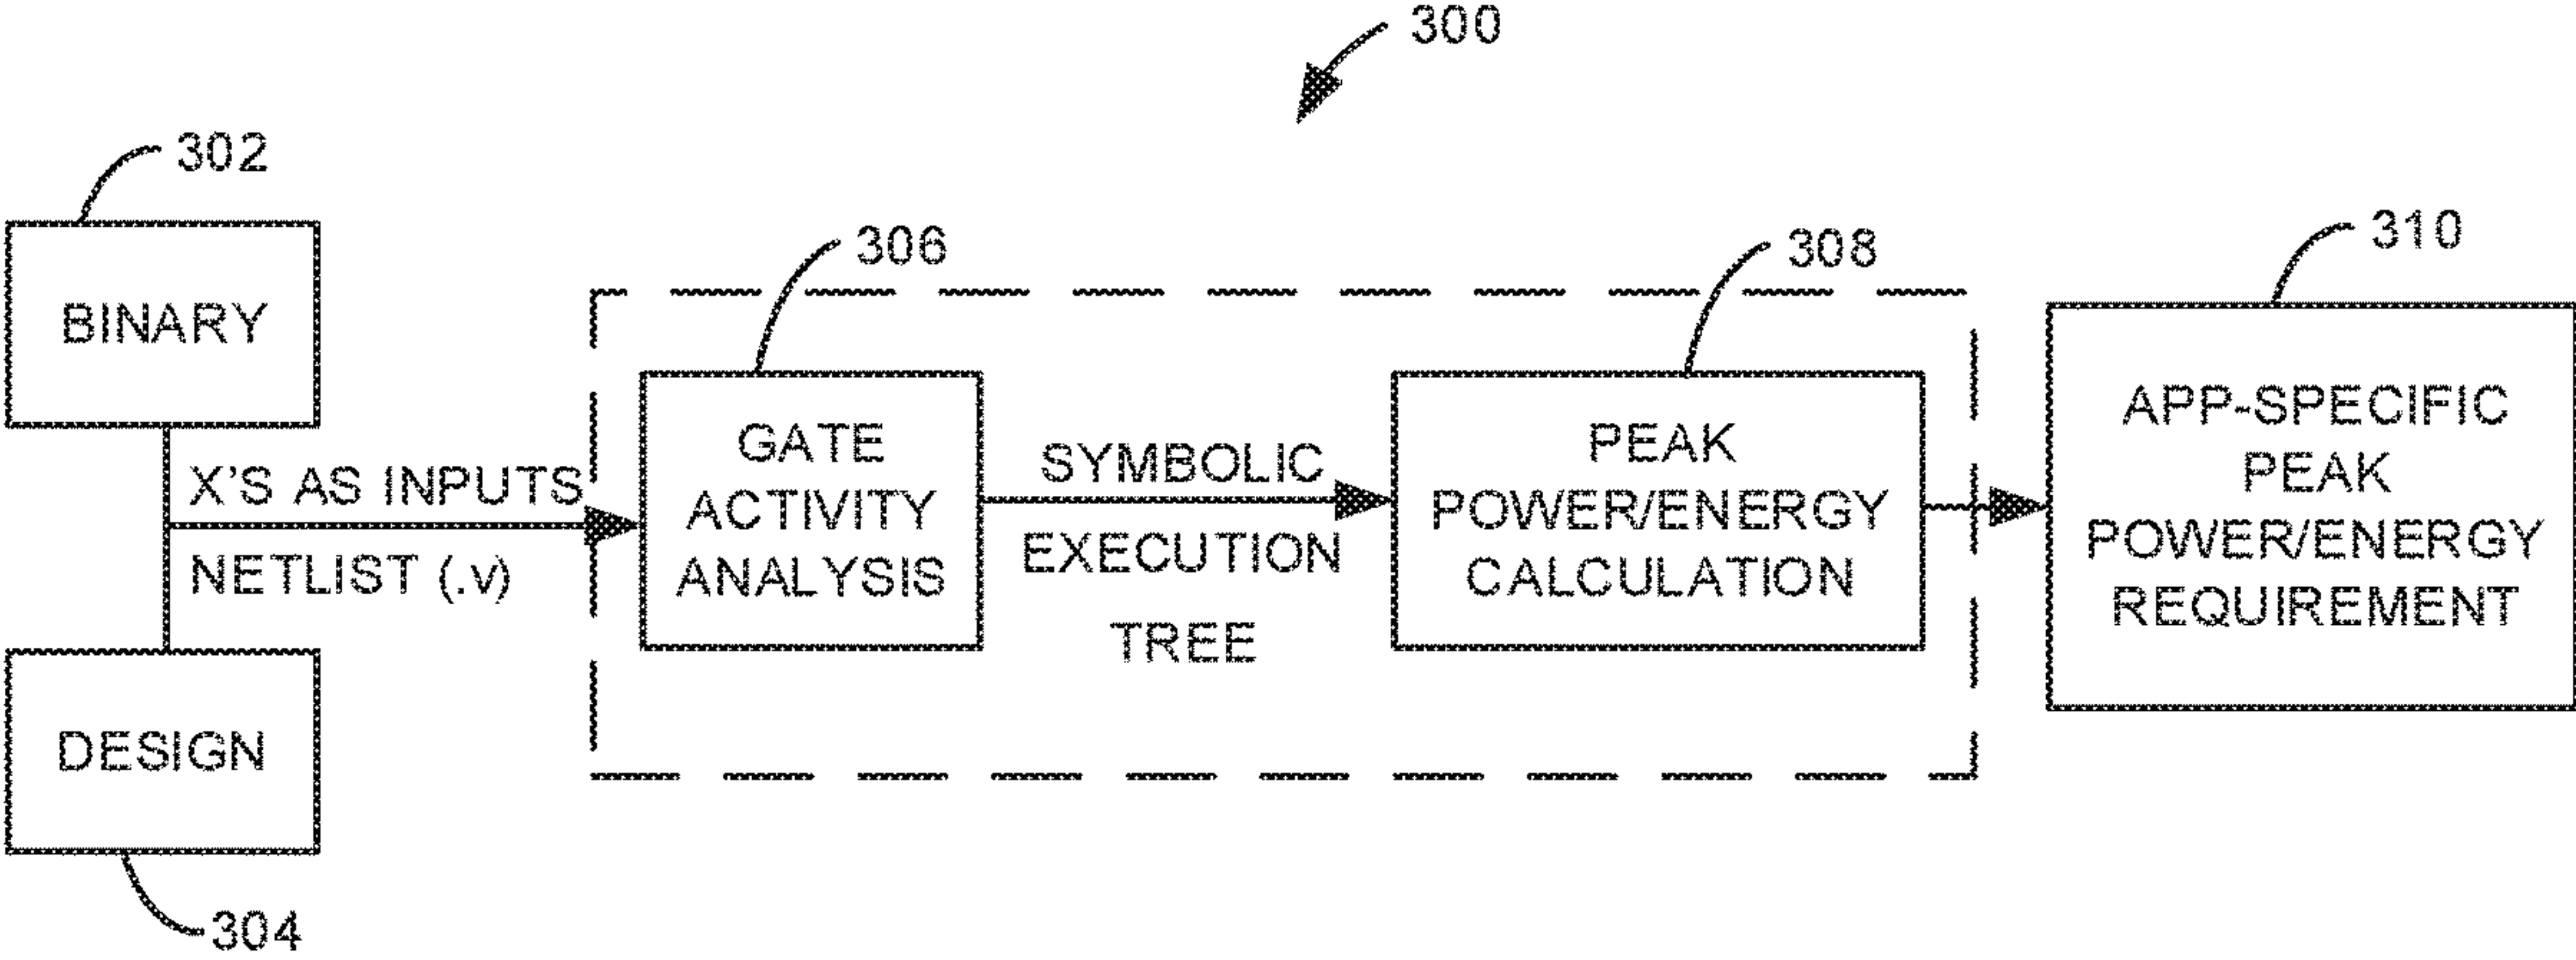 300
302
BINARY
X'S AS INPUTS
NETLIST (.v)
DESIGN
304
306
GATE
ACTIVITY
ANALYSIS
SYMBOLIC
EXECUTION
TREE
308
PEAK
POWER/ENERGY
CALCULATION
310
APP-SPECIFIC
PEAK
POWER/ENERGY
REQUIREMENT